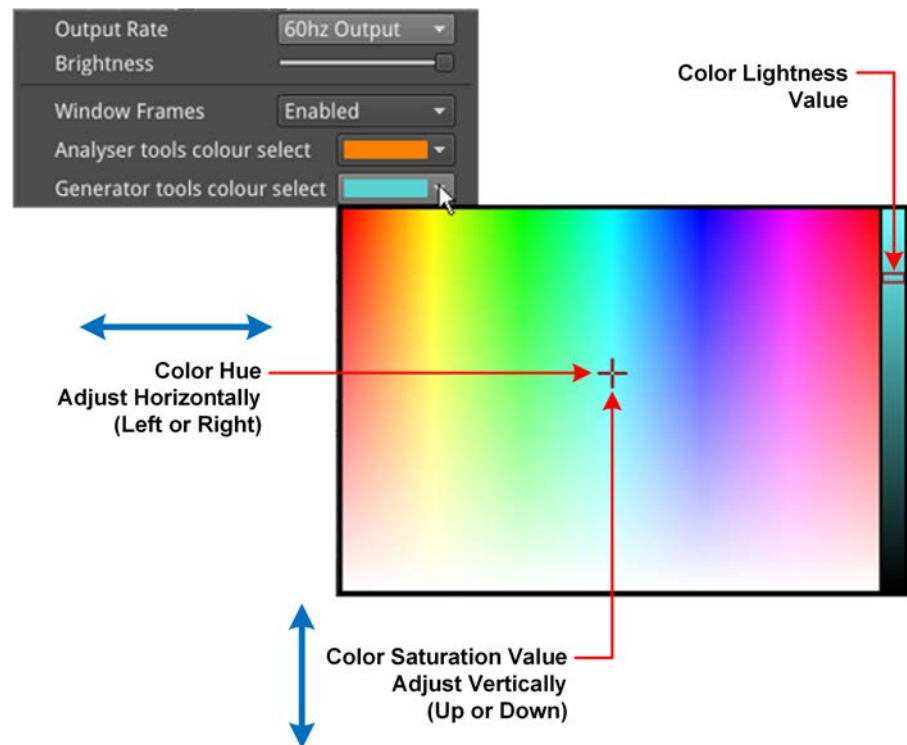 Output Rate 60hz Output
Brightness
Window Frames Enabled
Analyser tools colour select
Generator tools colour select
Color Lightness
Value
Color Hue
Adjust Horizontally
(Left or Right)
Color Saturation Value
Adjust Vertically
(Up or Down)